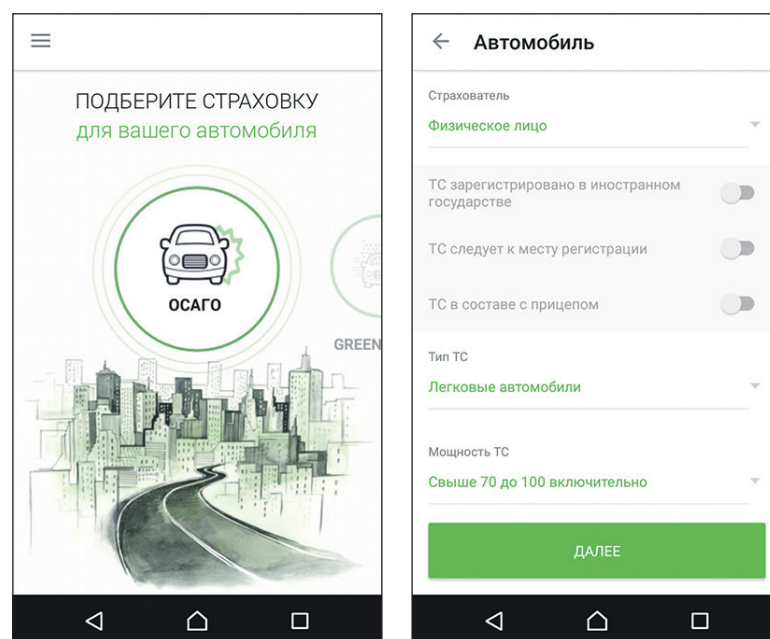 ПОДБЕРИТЕ СТРАХОВКУ
для вашего автомобиля
ОСАГО
GREEN
Автомобиль
Страхователь
Физическое лицо
ТС зарегистрировано в иностранном
государстве
ТС следует к месту регистрации
ТС в составе с прицепом
Тип ТС
Легковые автомобили
Мощность ТС
Свыше 70 до 100 включительно
ДАЛЕЕ